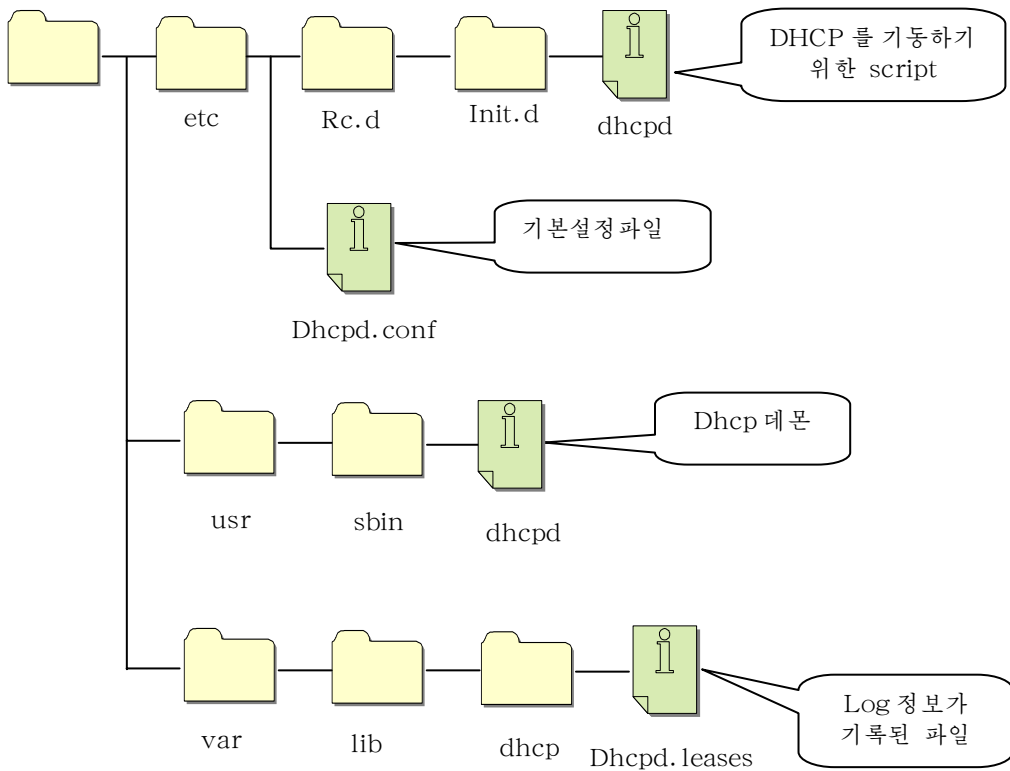 DHCP 를 기동하기
위한 script
etc
Rc.d
Init.d
dhcpd
기본설정파일
Dhcpd.conf
Dhcp 데몬
usr
sbin
dhcpd
Log 정보가
기록된 파일
var
lib
dhcp
Dhcpd.leases